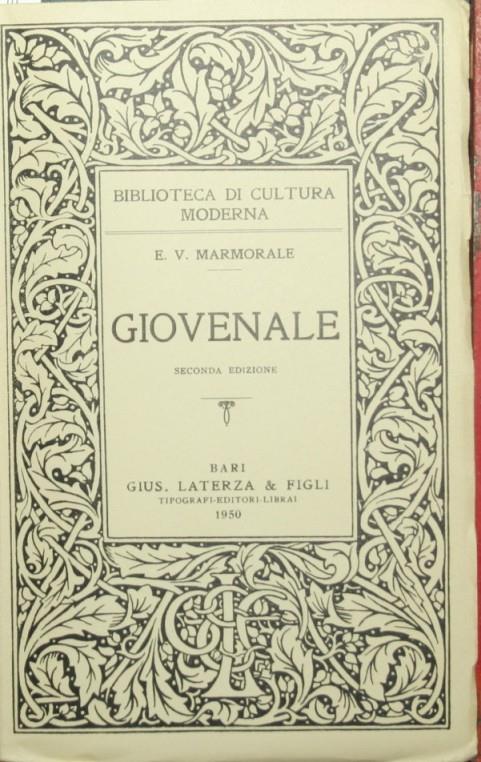 BIBLIOTECA DI CULTURA
MODERNA
E. V. MARMORALE
GIOVENALE
SECONDA EDIZIONE
BARI
GIUS. LATERZA & FIGLI
TIPOGRAFI-EDITORI-LIBRAI
1950